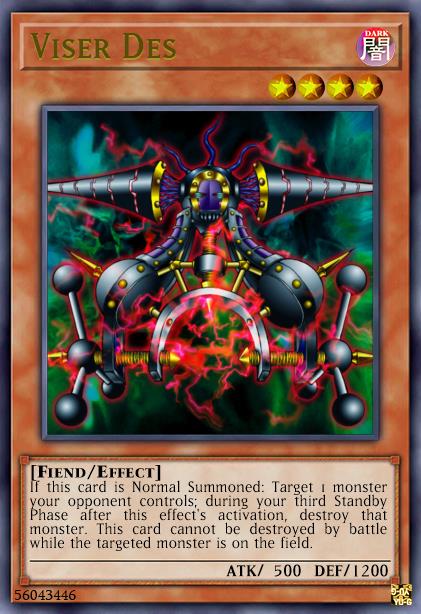 Viser Des
DARK
闇
[Fiend/Effect]
If this card is Normal Summoned: Target 1 monster
your opponent controls; during your third Standby
Phase after this effect's activation, destroy that
monster. This card cannot be destroyed by battle
while the targeted monster is on the field.
ATK/ 500 DEF/1200
56043446